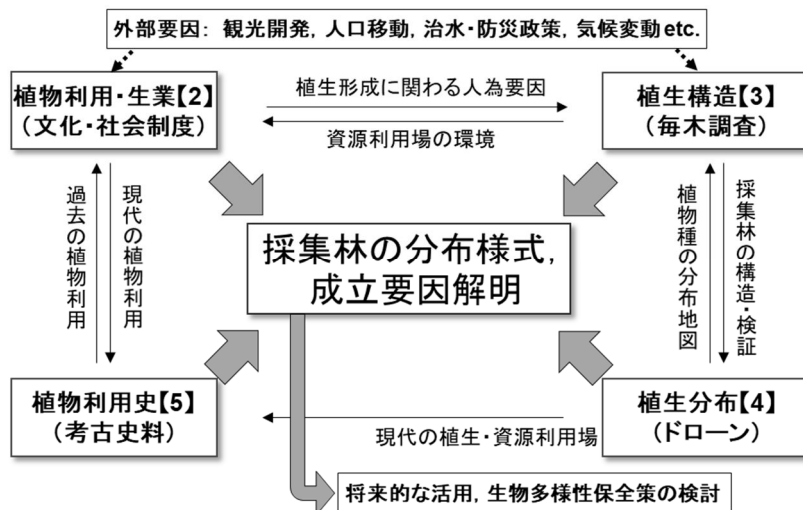 外部要因: 観光開発, 人口移動, 治水・防災政策, 気候変動 etc.
植物利用・生業【2】
（文化・社会制度）
植生形成に関わる人為要因
資源利用場の環境
植生構造【3】
（毎木調査）
過去の植物利用
現代の植物利用
採集林の分布様式,
成立要因解明
植物種の分布地図
採集林の構造・検証
植物利用史【5】
（考古史料）
現代の植生・資源利用場
植生分布【4】
（ドローン）
将来的な活用, 生物多様性保全策の検討